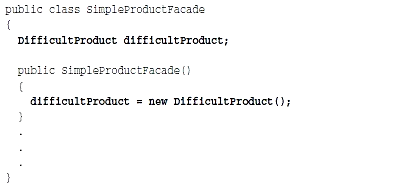 public class SimpleProductFacade
{
  DifficultProduct difficultProduct;

  public SimpleProductFacade()
  {
    difficultProduct = new DifficultProduct();
  }
  .
  .
  .
}